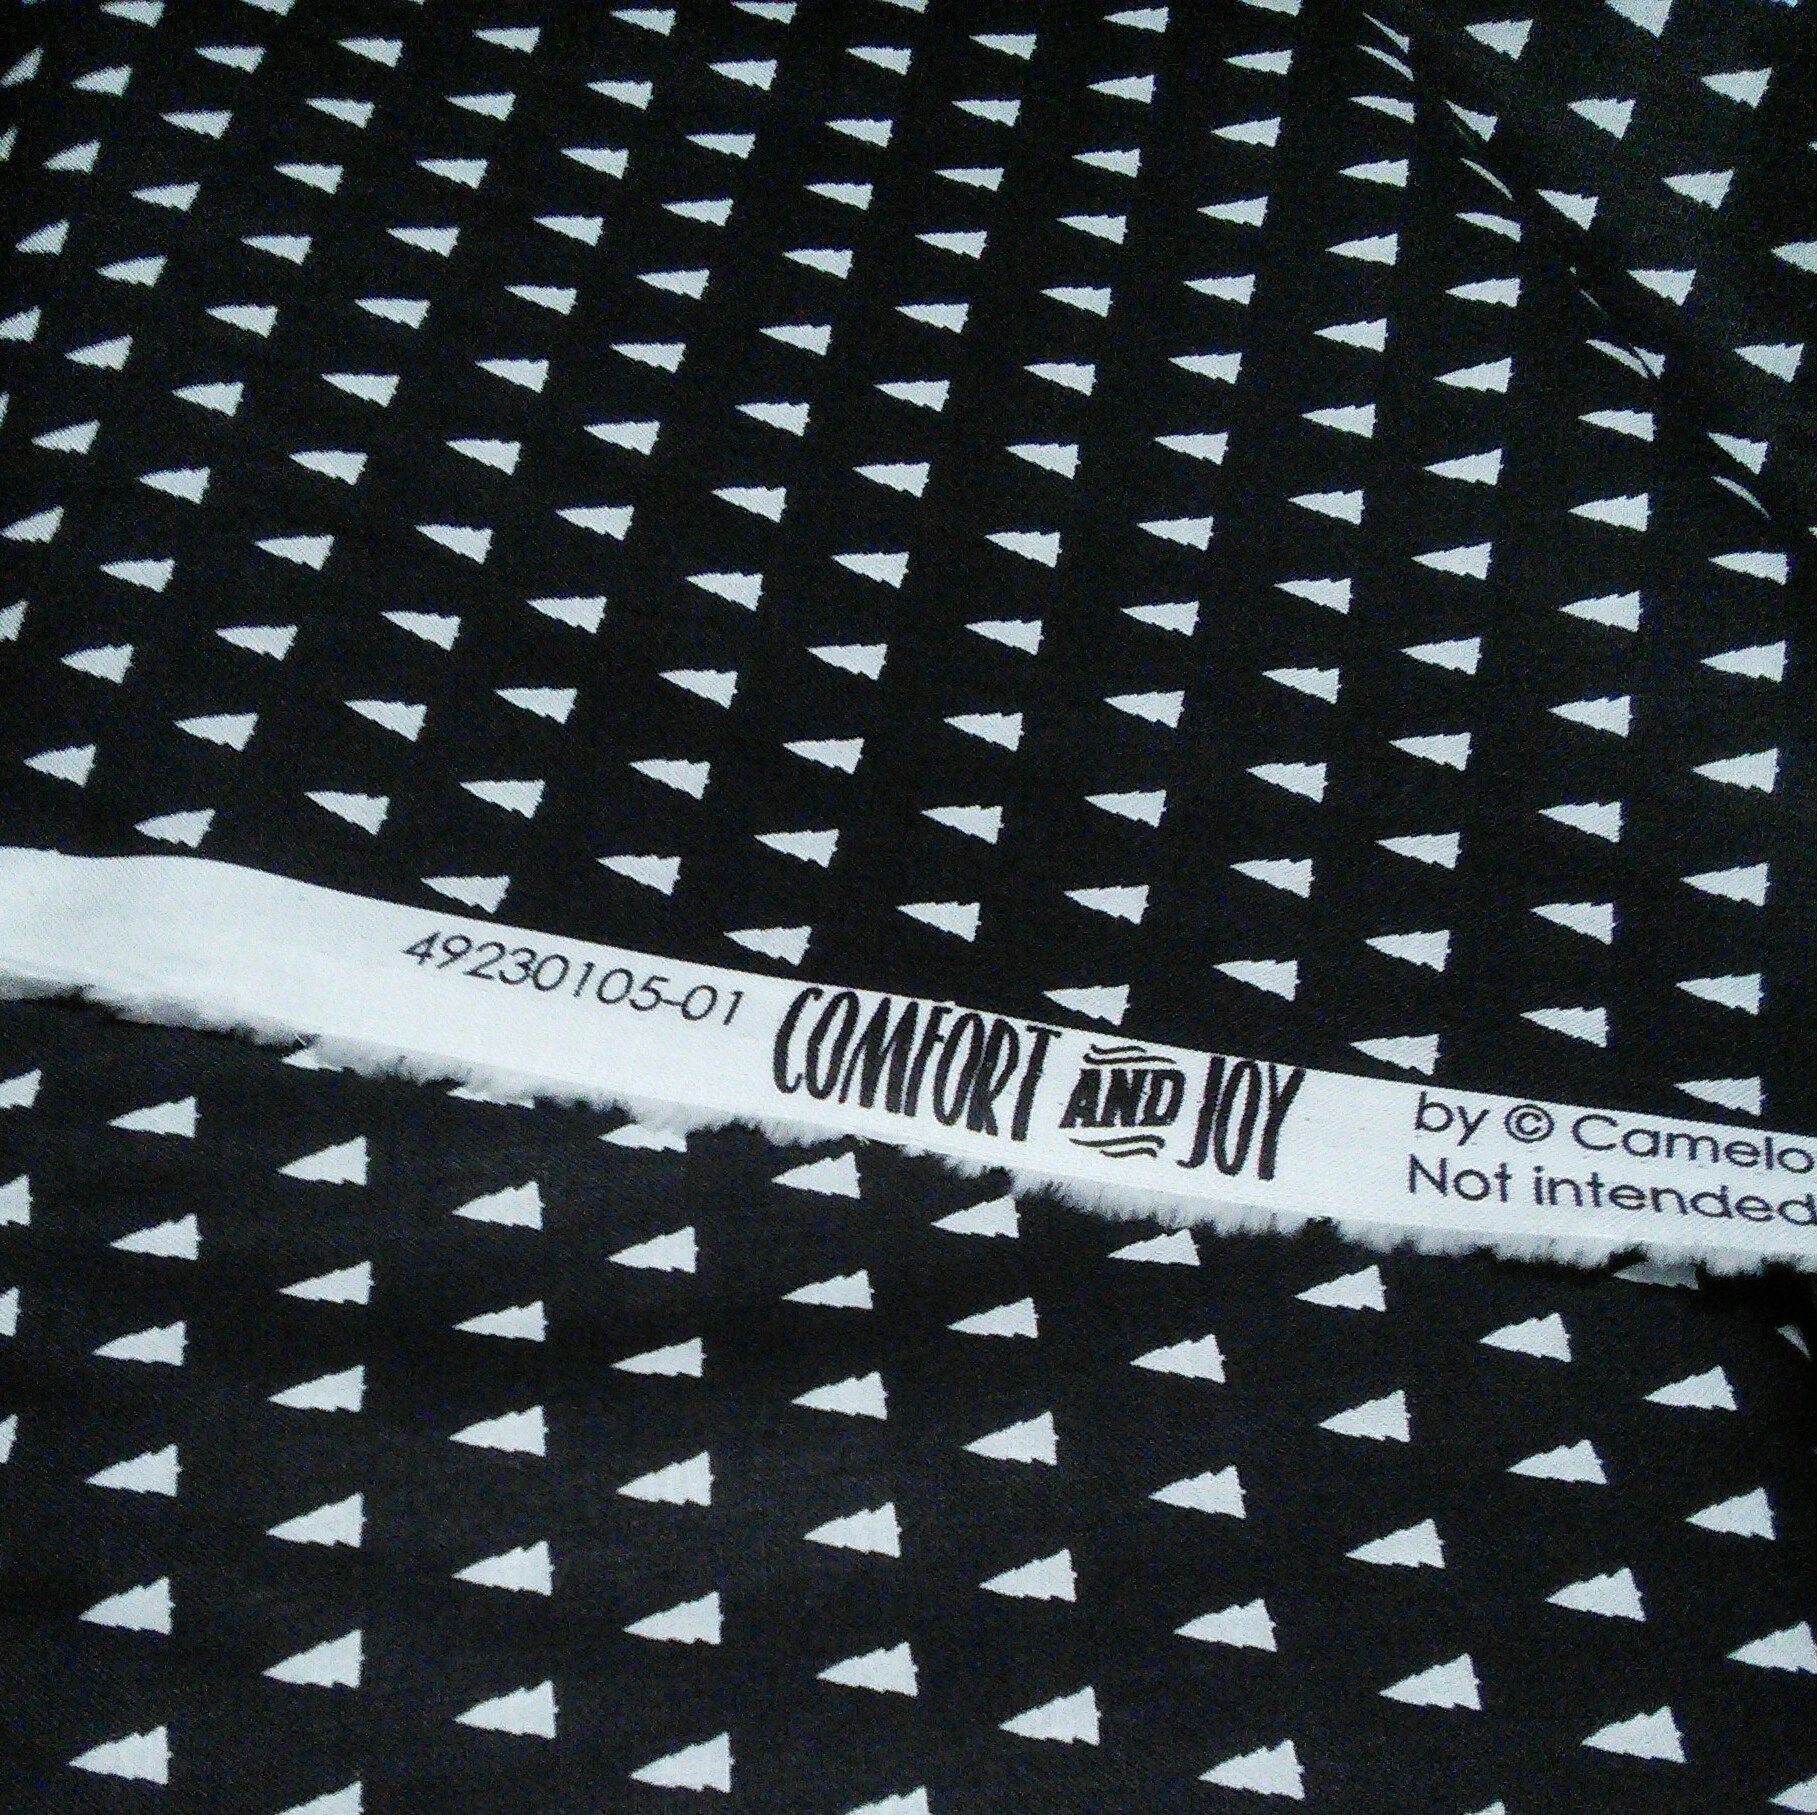 49230105-01 COMFORT AND JOY by © Camelo
Not intended